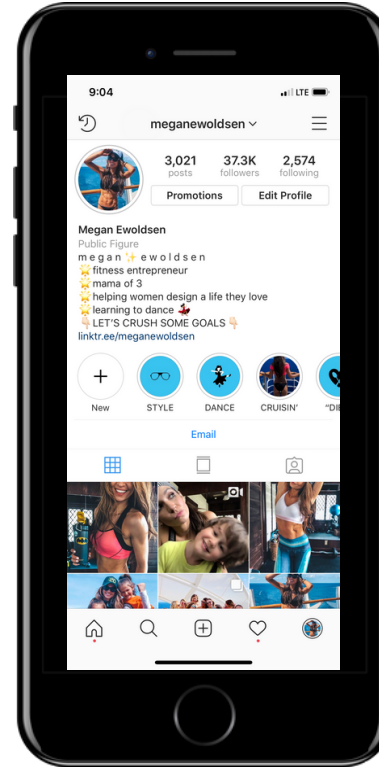 9:04 LTE
meganewoldsen
3,021 37.3K 2,574
posts followers following
Promotions Edit Profile
Megan Ewoldsen
Public Figure
m e g a n ✨ e w o l d s e n
🌟fitness entrepreneur
🌟mama of 3
🌟helping women design a life they love
🌟learning to dance 💃
👇🏻LET'S CRUSH SOME GOALS 👇🏻
linktr.ee/meganewoldsen
New STYLE DANCE CRUISIN' "DIE
Email